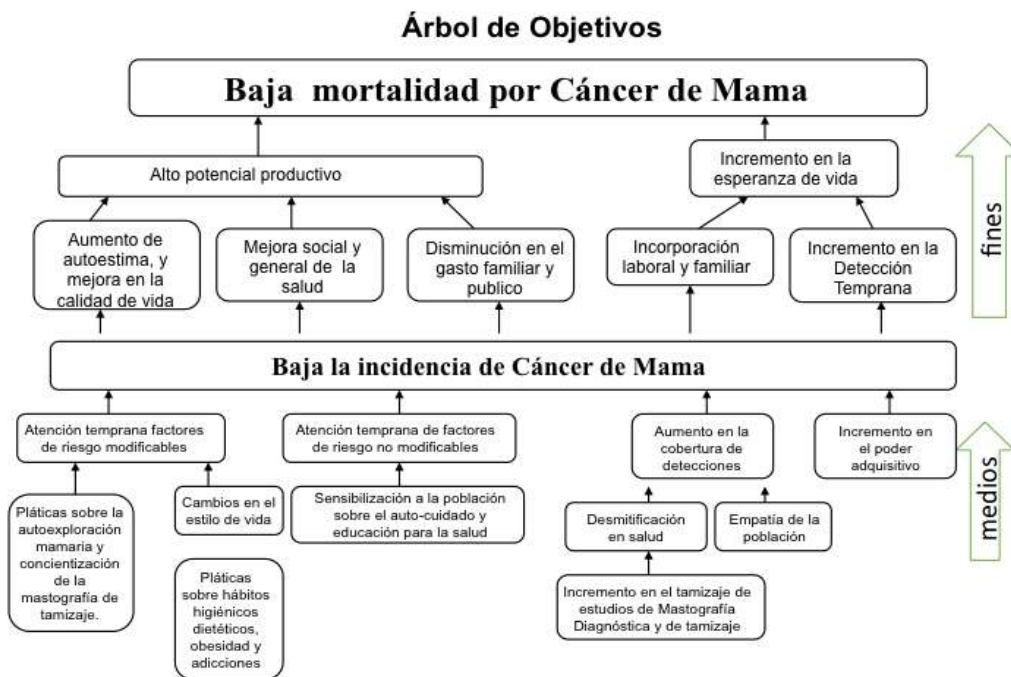 Árbol de Objetivos
Baja mortalidad por Cáncer de Mama
Alto potencial productivo
Incremento en la
esperanza de vida
Aumento de
autoestima, y
mejora en la
calidad de vida
Mejora social y
general de la
salud
Disminución en el
gasto familiar y
publico
Incorporación
laboral y familiar
Incremento en la
Detección
Temprana
fines
Baja la incidencia de Cáncer de Mama
Atención temprana factores
de riesgo modificables
Atención temprana de factores
de riesgo no modificables
Aumento en la
cobertura de
detecciones
Incremento en
el poder
adquisitivo
medios
Pláticas sobre la
autoexploración
mamaria y
concientización
de la
mastografía de
tamizaje.
Cambios en el
estilo de vida
Sensibilización a la población
sobre el auto-cuidado y
educación para la salud
Desmitificación
en salud
Empatía de la
población
Pláticas
sobre hábitos
higiénicos
dietéticos,
obesidad y
adicciones
Incremento en el tamizaje de
estudios de Mastografía
Diagnóstica y de tamizaje